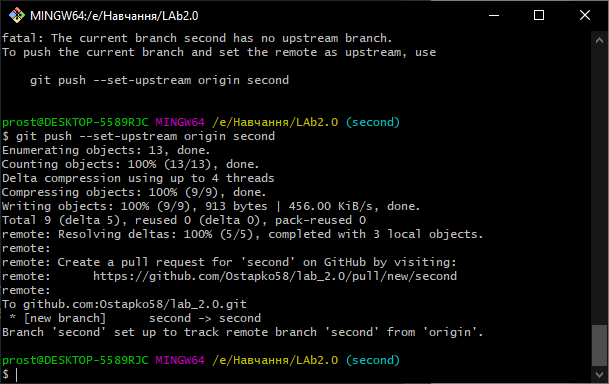 MINGW64:/e/Навчання/LAb2.0
fatal: The current branch second has no upstream branch.
To push the current branch and set the remote as upstream, use
    git push --set-upstream origin second
prost@DESKTOP-5589RJC MINGW64 /e/Навчання/LAb2.0 (second)
$ git push --set-upstream origin second
Enumerating objects: 13, done.
Counting objects: 100% (13/13), done.
Delta compression using up to 4 threads
Compressing objects: 100% (9/9), done.
Writing objects: 100% (9/9), 913 bytes | 456.00 KiB/s, done.
Total 9 (delta 5), reused 0 (delta 0), pack-reused 0
remote: Resolving deltas: 100% (5/5), completed with 3 local objects.
remote:
remote: Create a pull request for 'second' on GitHub by visiting:
remote:      https://github.com/Ostapko58/lab_2.0/pull/new/second
remote:
To github.com:Ostapko58/lab_2.0.git
 * [new branch]      second -> second
Branch 'second' set up to track remote branch 'second' from 'origin'.
prost@DESKTOP-5589RJC MINGW64 /e/Навчання/LAb2.0 (second)
$